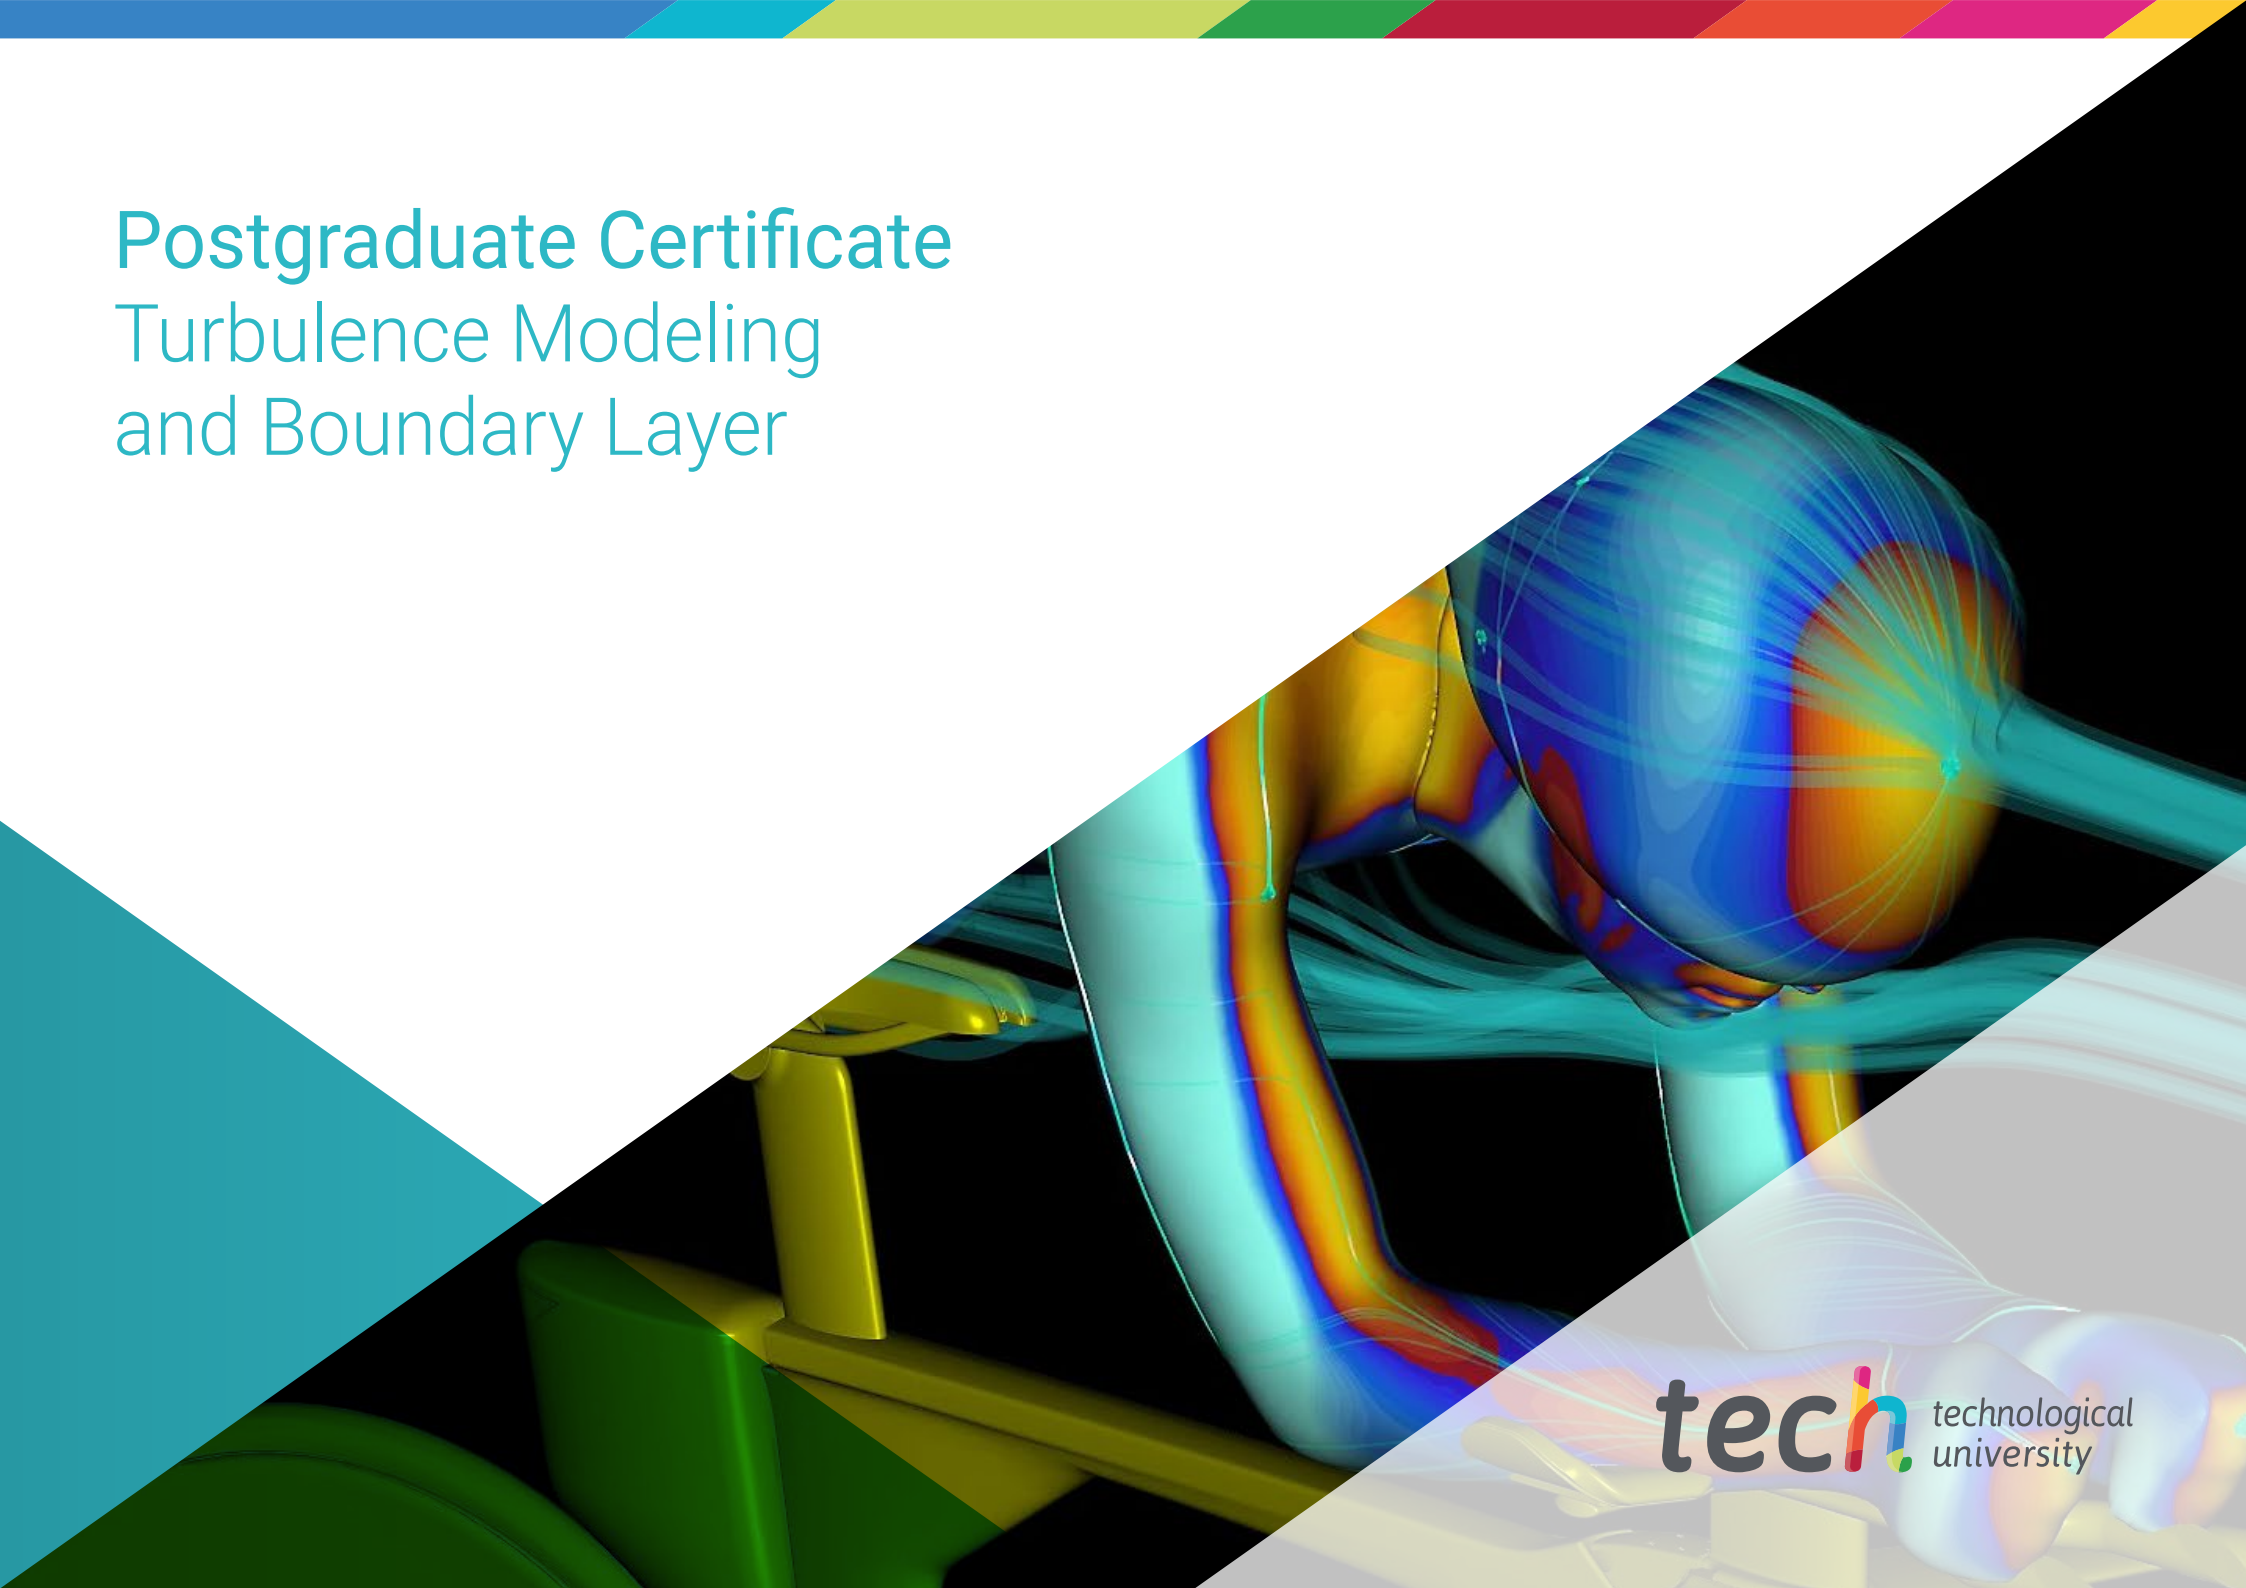 Postgraduate Certificate
Turbulence Modeling
and Boundary Layer
tech technological
university